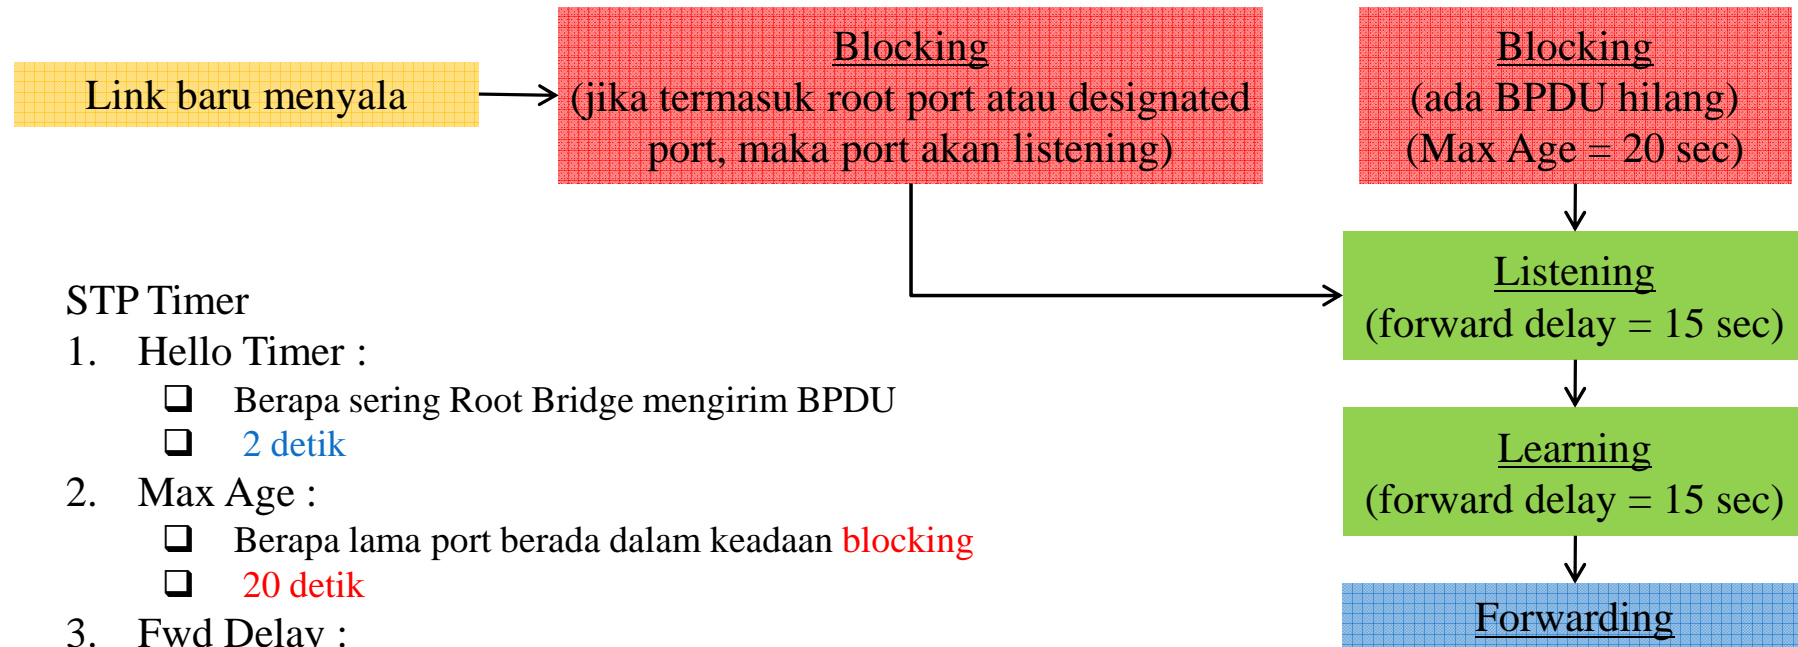 Link baru menyala
Blocking
(jika termasuk root port atau designated
port, maka port akan listening)
Blocking
(ada BPDU hilang)
(Max Age = 20 sec)
Listening
(forward delay = 15 sec)
Learning
(forward delay = 15 sec)
Forwarding
STP Timer
1. Hello Timer :
❑ Berapa sering Root Bridge mengirim BPDU
❑ 2 detik
2. Max Age :
❑ Berapa lama port berada dalam keadaan blocking
❑ 20 detik
3. Fwd Delay :